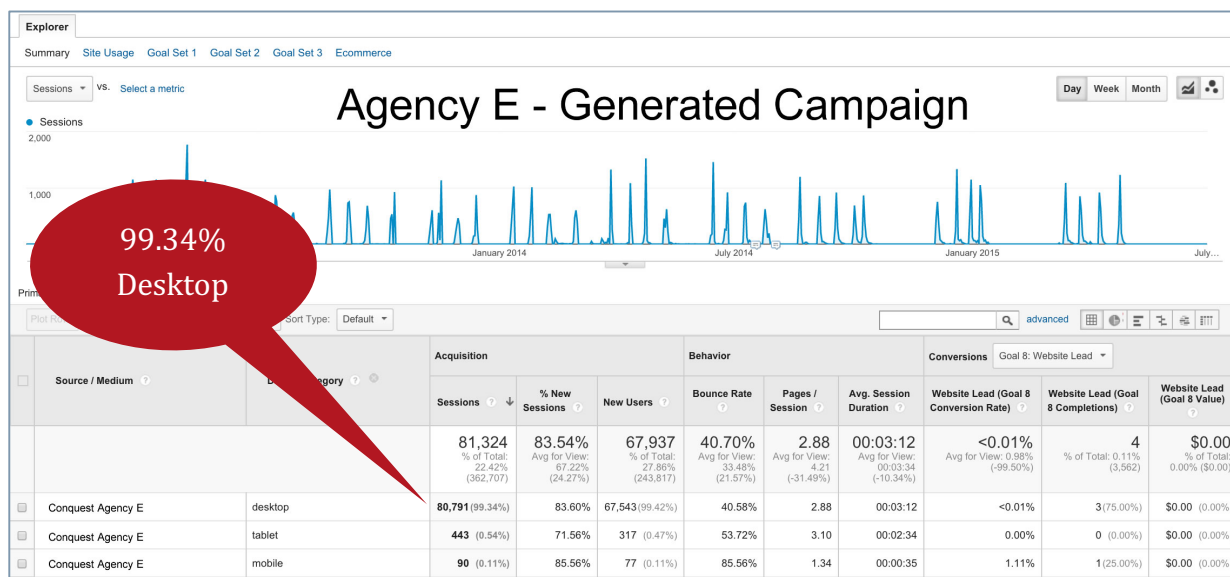 Explorer
Summary Site Usage Goal Set 1 Goal Set 2 Goal Set 3 Ecommerce
Sessions VS. Select a metric
Agency E - Generated Campaign
Day Week Month
Sessions
2,000
1,000
99.34%
Desktop
January 2014 July 2014 January 2015 July...
Sort Type: Default
advanced
Acquisition Behavior Conversions Goal 8: Website Lead
Source / Medium
Sessions
% New Sessions
New Users
Bounce Rate
Pages / Session
Avg. Session Duration
Website Lead (Goal 8 Conversion Rate)
Website Lead (Goal 8 Completions)
Website Lead (Goal 8 Value)
81,324 83.54% 67,937 40.70% 2.88 00:03:12 <0.01% 4 $0.00
% of Total: 22.42% (362,707)
Avg for View: 67.22% (24.27%)
% of Total: 27.86% (243,817)
Avg for View: 33.48% (21.57%)
Avg for View: 4.21 (-31.49%)
Avg for View: 00:03:34 (-10.34%)
Avg for View: 0.98% (-99.50%)
% of Total: 0.11% (3,562)
% of Total: 0.00% ($0.00)
Conquest Agency E desktop 80,791 (99.34%) 83.60% 67,543 (99.42%) 40.58% 2.88 00:03:12 <0.01% 3 (75.00%) $0.00 (0.00%
Conquest Agency E tablet 443 (0.54%) 71.56% 317 (0.47%) 53.72% 3.10 00:02:34 0.00% 0 (0.00%) $0.00 (0.00%
Conquest Agency E mobile 90 (0.11%) 85.56% 77 (0.11%) 85.56% 1.34 00:00:35 1.11% 1 (25.00%) $0.00 (0.00%